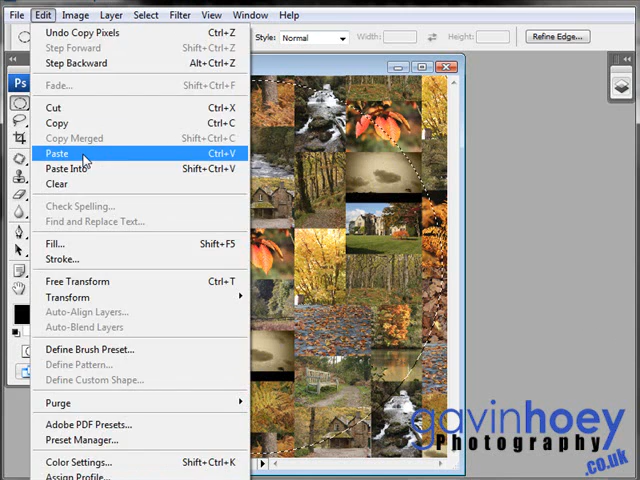 File Edit Image Layer Select Filter View Window Help
Style: Normal Width: Height: Refine Edge...
Ps
Undo Copy Pixels Ctrl+Z
Step Forward Shift+Ctrl+Z
Step Backward Alt+Ctrl+Z
Fade... Shift+Ctrl+F
Cut Ctrl+X
Copy Ctrl+C
Copy Merged Shift+Ctrl+C
Paste Ctrl+V
Paste Into Shift+Ctrl+V
Clear
Check Spelling...
Find and Replace Text...
Fill... Shift+F5
Stroke...
Free Transform Ctrl+T
Transform
Auto-Align Layers...
Auto-Blend Layers
Define Brush Preset...
Define Pattern...
Define Custom Shape...
Purge
Adobe PDF Presets...
Preset Manager...
Color Settings... Shift+Ctrl+K
Assign Profile...
gavinhoey
Photography
.co.uk